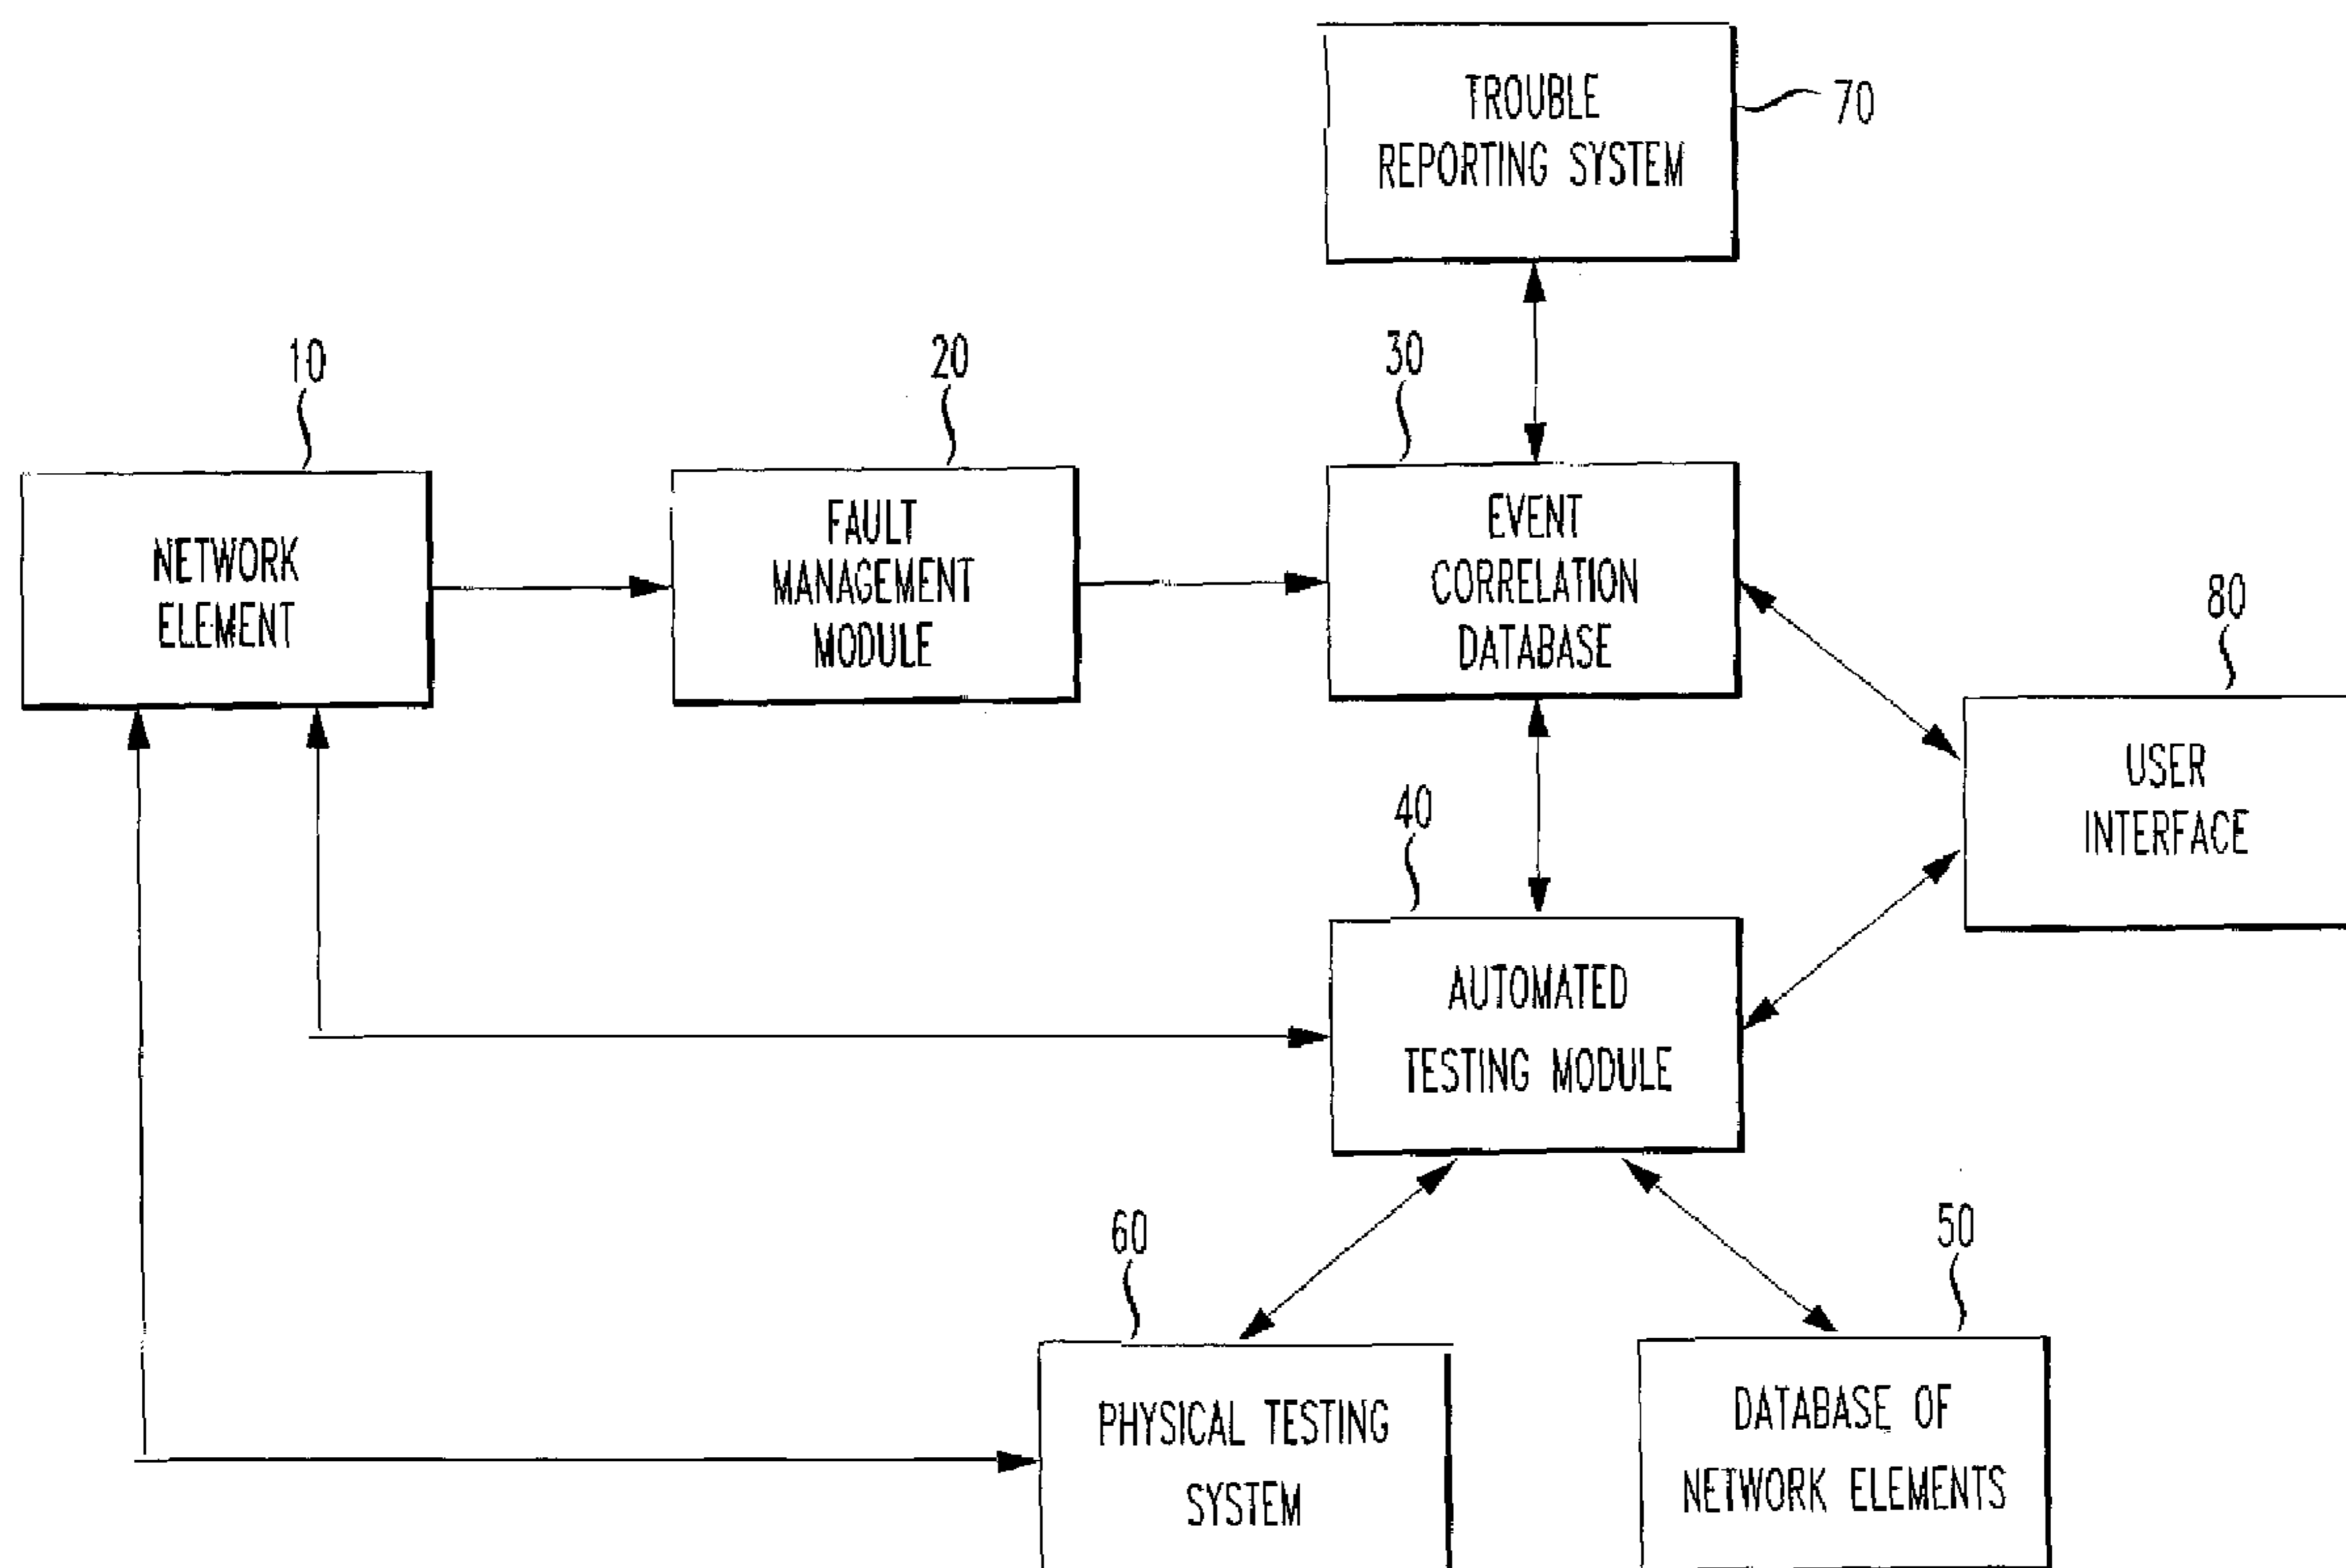 TROUBLE
REPORTING SYSTEM
70
10
20
30
NETWORK
ELEMENT
FAULT
MANAGEMENT
MODULE
EVENT
CORRELATION
DATABASE
80
USER
INTERFACE
40
AUTOMATED
TESTING MODULE
60
50
PHYSICAL TESTING
SYSTEM
DATABASE OF
NETWORK ELEMENTS